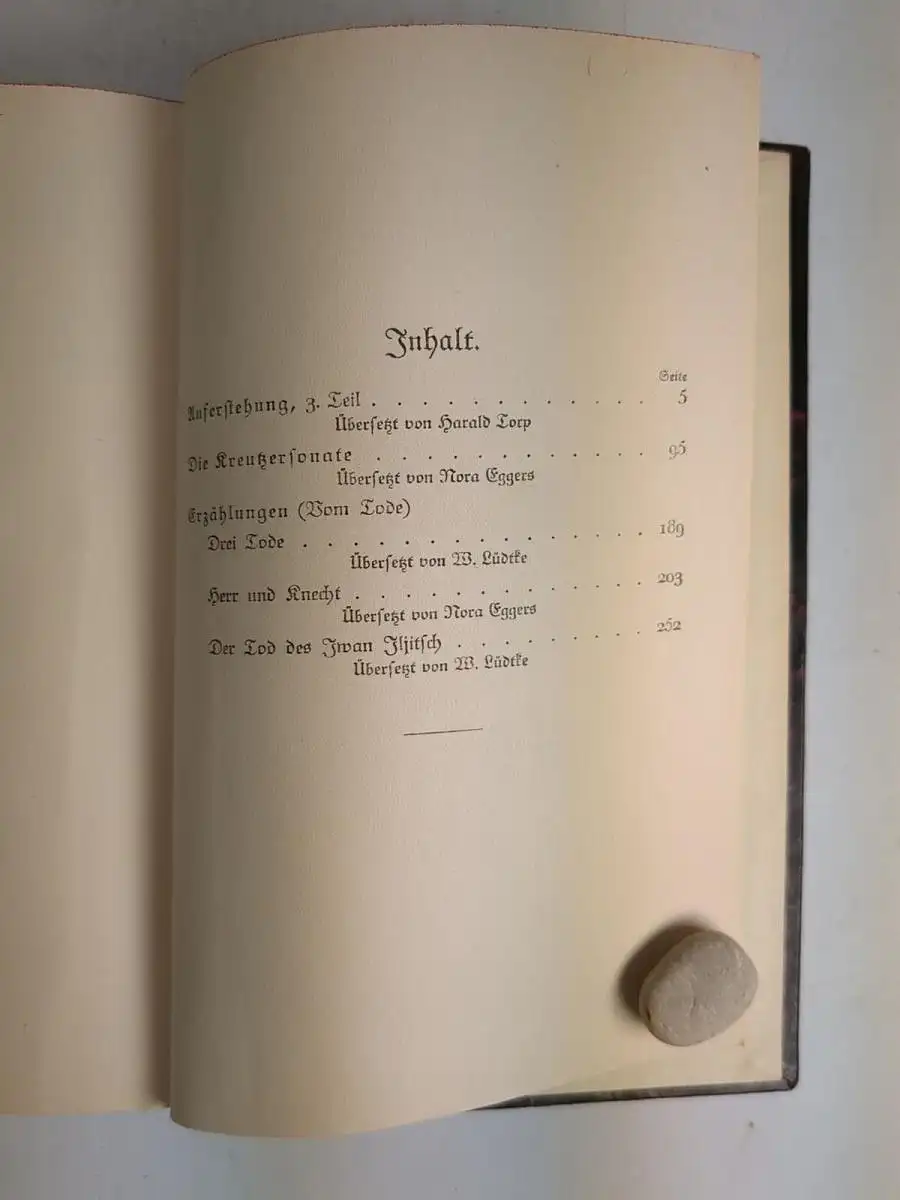 Inhalt.
Seite
Auferstehung, 3. Teil . . . . . . . . . . . . 5
Übersetzt von Harald Torp
Die Kreutzersonate . . . . . . . . . . . . 95
Übersetzt von Nora Eggers
Erzählungen (Vom Tode)
Drei Tode . . . . . . . . . . . . . . 189
Übersetzt von W. Lüdtke
Herr und Knecht . . . . . . . . . . . . 203
Übersetzt von Nora Eggers
Der Tod des Iwan Iljitsch . . . . . . . . 252
Übersetzt von W. Lüdtke